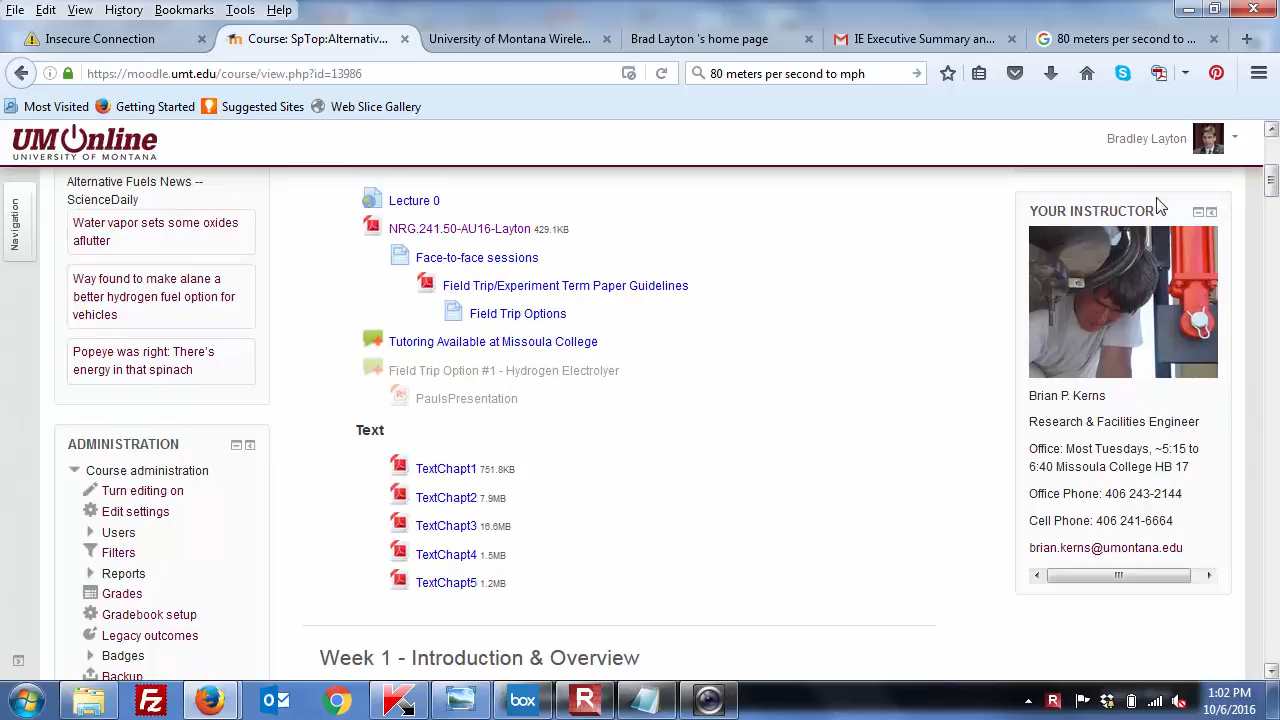 File Edit View History Bookmarks Tools Help
Insecure Connection
Course: SpTop:Alternativ...
University of Montana Wirele...
Brad Layton 's home page
IE Executive Summary an...
80 meters per second to ...
https://moodle.umt.edu/course/view.php?id=13986
80 meters per second to mph
Most Visited Getting Started Suggested Sites Web Slice Gallery
UMOnline
UNIVERSITY OF MONTANA
Bradley Layton
Navigation
Alternative Fuels News --
ScienceDaily
Water vapor sets some oxides
aflutter
Way found to make alane a
better hydrogen fuel option for
vehicles
Popeye was right: There's
energy in that spinach
ADMINISTRATION
Course administration
Turn editing on
Edit settings
Users
Filters
Reports
Grades
Gradebook setup
Legacy outcomes
Badges
Backup
Lecture 0
NRG.241.50-AU16-Layton 429.1KB
Face-to-face sessions
Field Trip/Experiment Term Paper Guidelines
Field Trip Options
Tutoring Available at Missoula College
Field Trip Option #1 - Hydrogen Electrolyer
PaulsPresentation
Text
TextChapt1 751.8KB
TextChapt2 7.9MB
TextChapt3 16.6MB
TextChapt4 1.5MB
TextChapt5 1.2MB
Week 1 - Introduction & Overview
YOUR INSTRUCTOR
Brian P. Kerns
Research & Facilities Engineer
Office: Most Tuesdays, ~5:15 to
6:40 Missoula College HB 17
Office Phone: 406 243-2144
Cell Phone: 406 241-6664
brian.kerns@umontana.edu
box
1:02 PM
10/6/2016